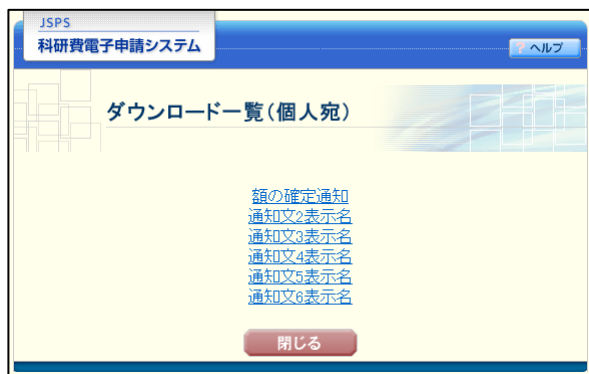 JSPS
科研費電子申請システム
? ヘルプ
ダウンロード一覧(個人宛)
額の確定通知
通知文2表示名
通知文3表示名
通知文4表示名
通知文5表示名
通知文6表示名
閉じる